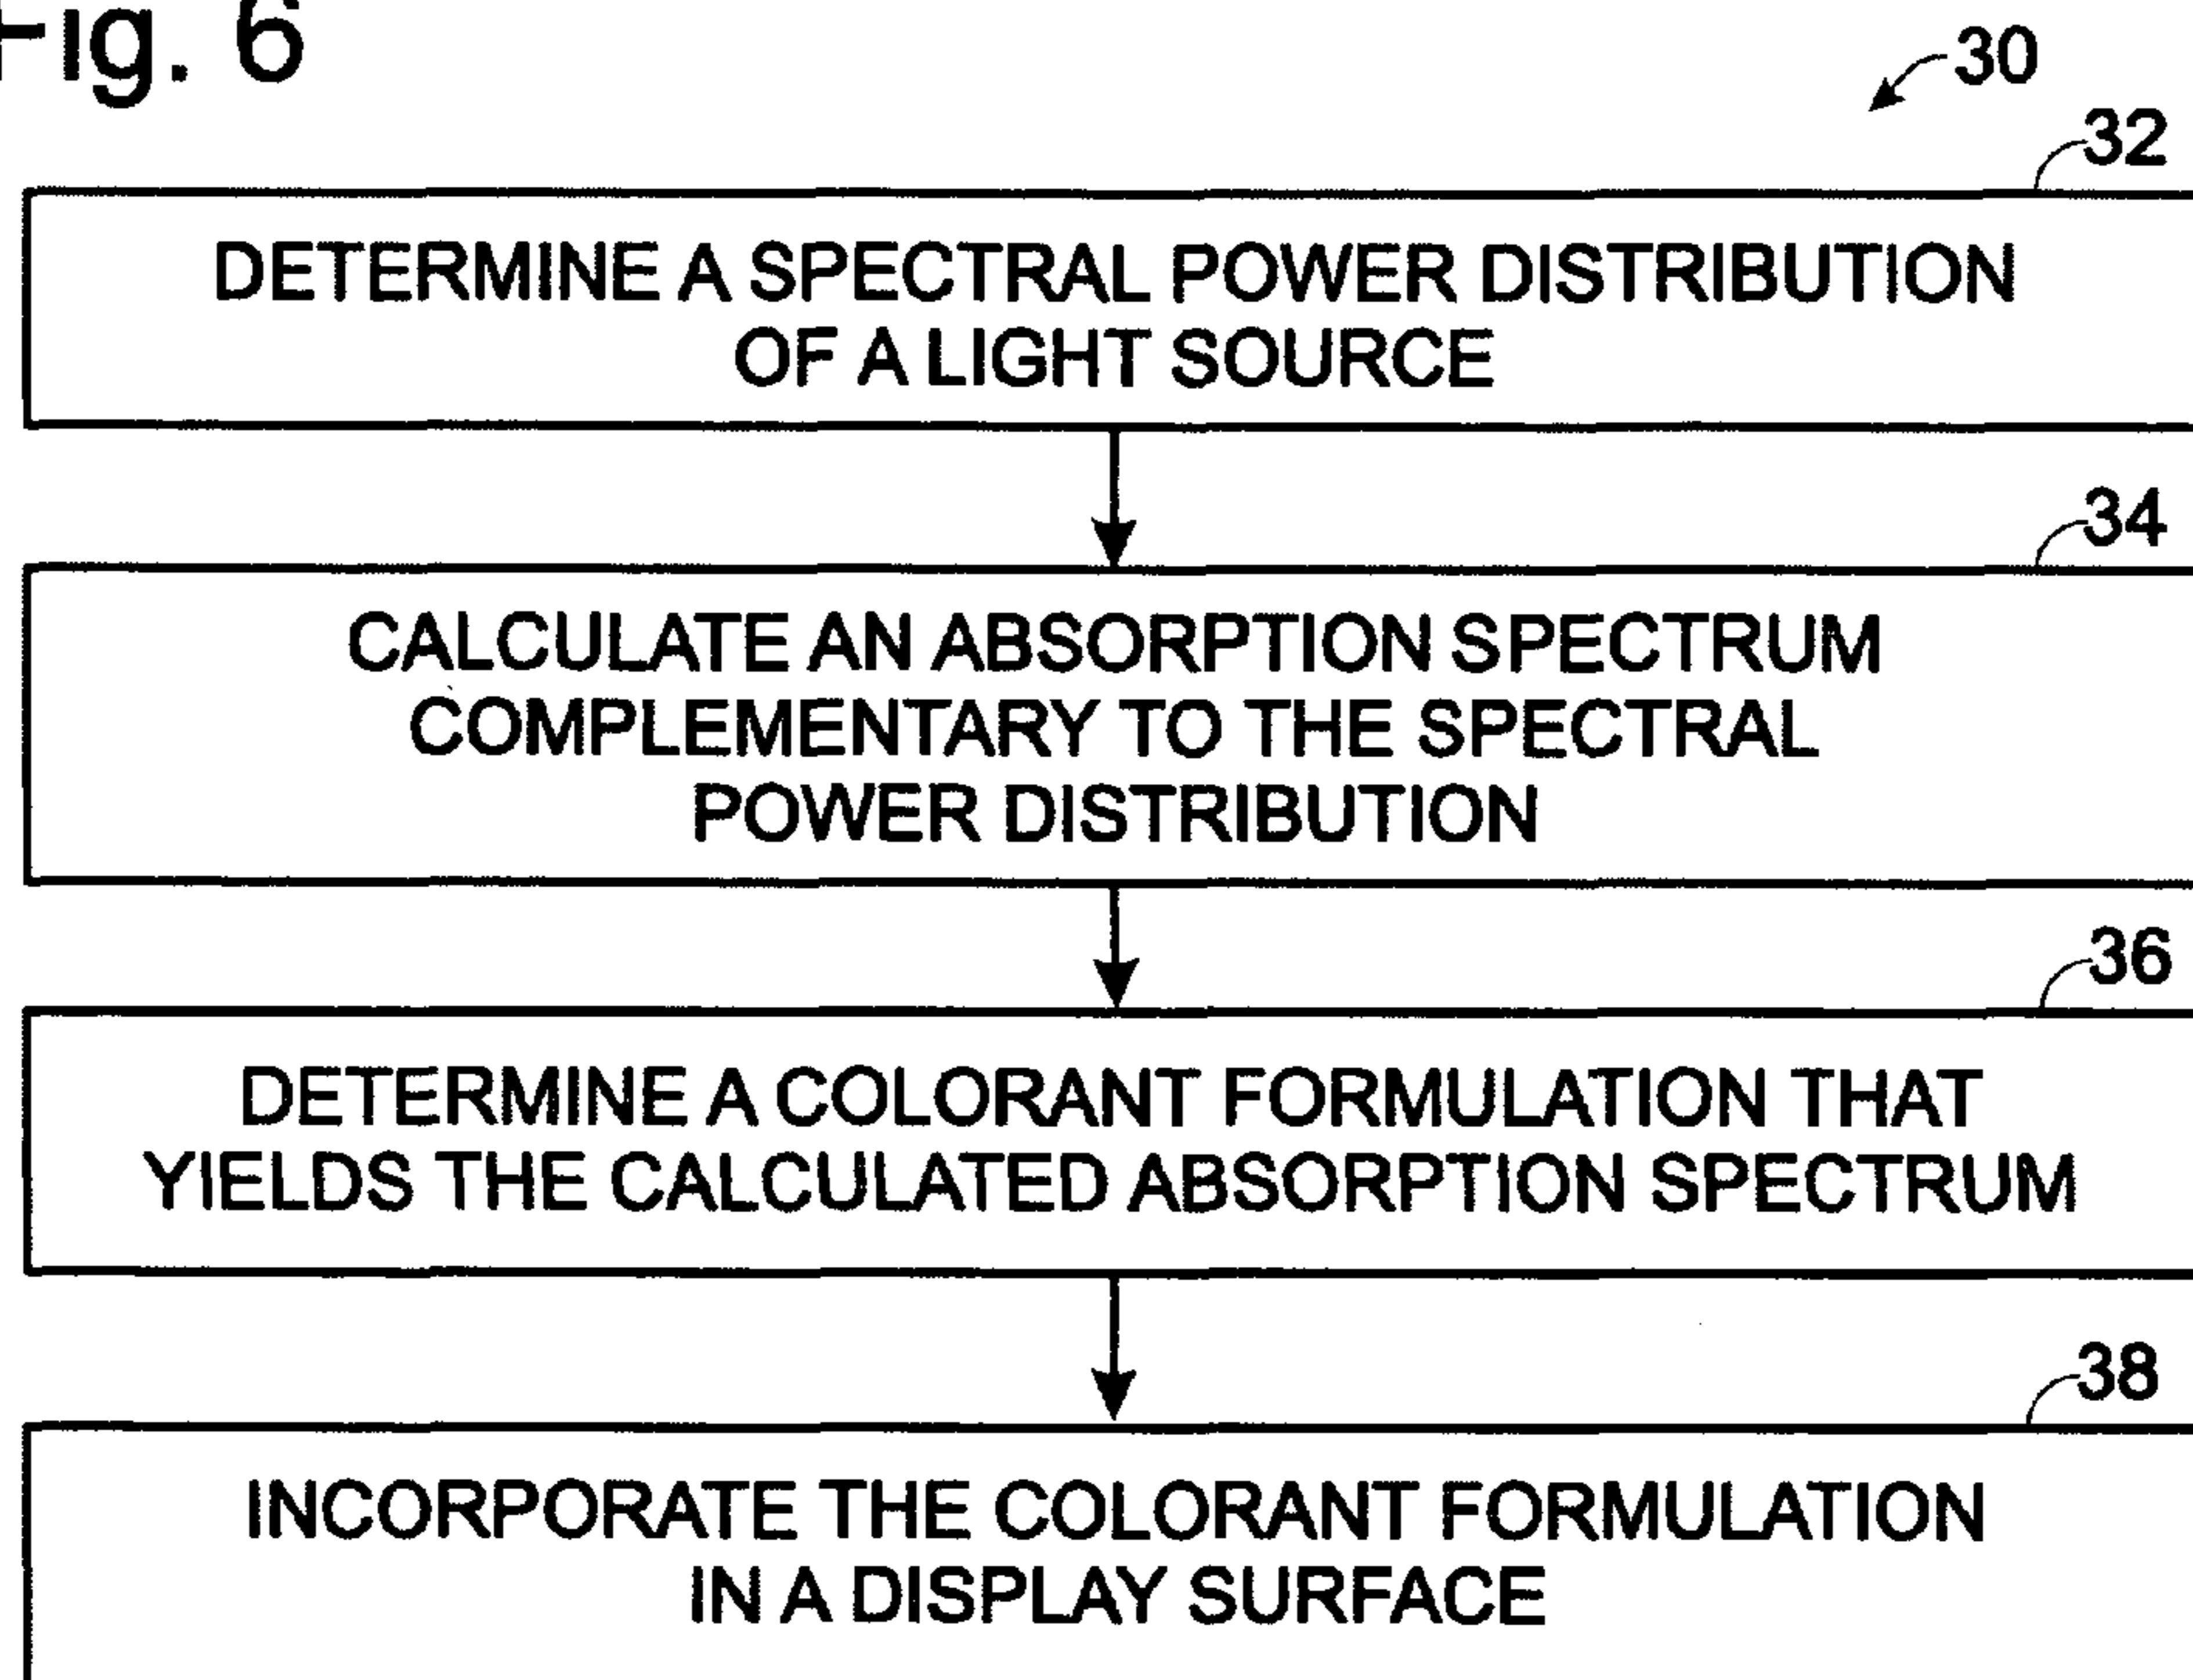 Fig. 6
30
32
DETERMINE A SPECTRAL POWER DISTRIBUTION
OF A LIGHT SOURCE
34
CALCULATE AN ABSORPTION SPECTRUM
COMPLEMENTARY TO THE SPECTRAL
POWER DISTRIBUTION
36
DETERMINE A COLORANT FORMULATION THAT
YIELDS THE CALCULATED ABSORPTION SPECTRUM
38
INCORPORATE THE COLORANT FORMULATION
IN A DISPLAY SURFACE